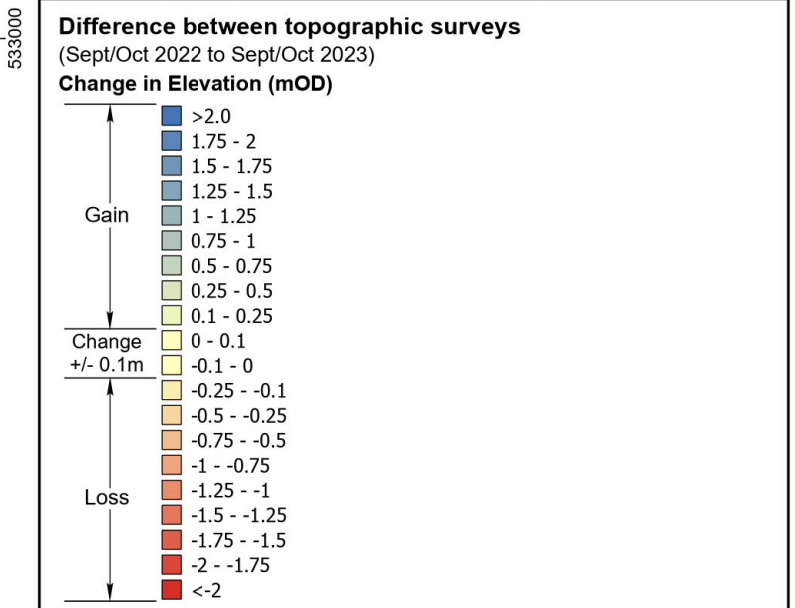 533000
Difference between topographic surveys
(Sept/Oct 2022 to Sept/Oct 2023)
Change in Elevation (mOD)
Gain
>2.0
1.75 - 2
1.5 - 1.75
1.25 - 1.5
1 - 1.25
0.75 - 1
0.5 - 0.75
0.25 - 0.5
0.1 - 0.25
Change
+/- 0.1m
0 - 0.1
-0.1 - 0
Loss
-0.25 - -0.1
-0.5 - -0.25
-0.75 - -0.5
-1 - -0.75
-1.25 - -1
-1.5 - -1.25
-1.75 - -1.5
-2 - -1.75
<-2